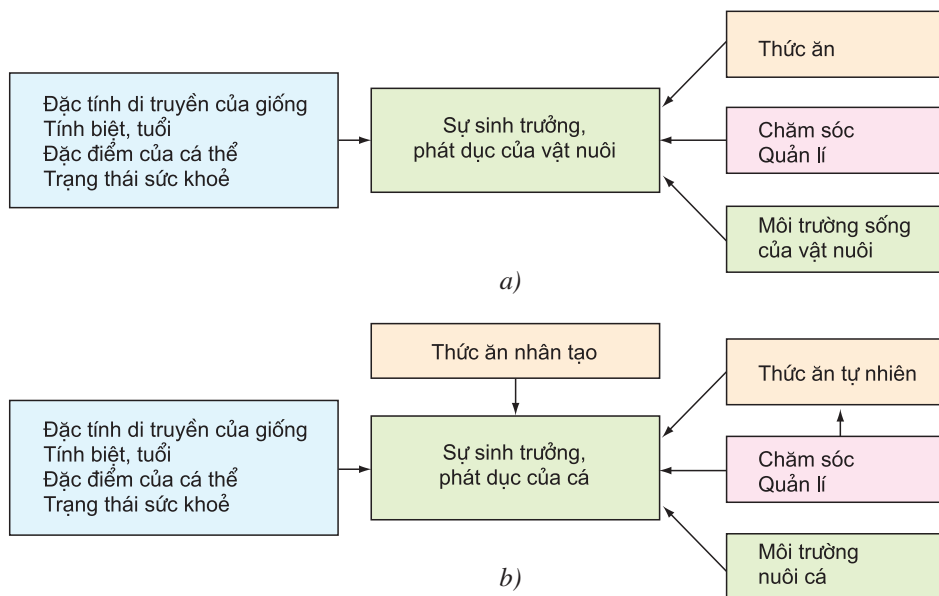 Thức ăn
Đặc tính di truyền của giống
Tính biệt, tuổi
Đặc điểm của cá thể
Trạng thái sức khoẻ
Sự sinh trưởng,
phát dục của vật nuôi
Chăm sóc
Quản lí
Môi trường sống
của vật nuôi
a)
Thức ăn nhân tạo
Thức ăn tự nhiên
Đặc tính di truyền của giống
Tính biệt, tuổi
Đặc điểm của cá thể
Trạng thái sức khoẻ
Sự sinh trưởng,
phát dục của cá
Chăm sóc
Quản lí
Môi trường
nuôi cá
b)